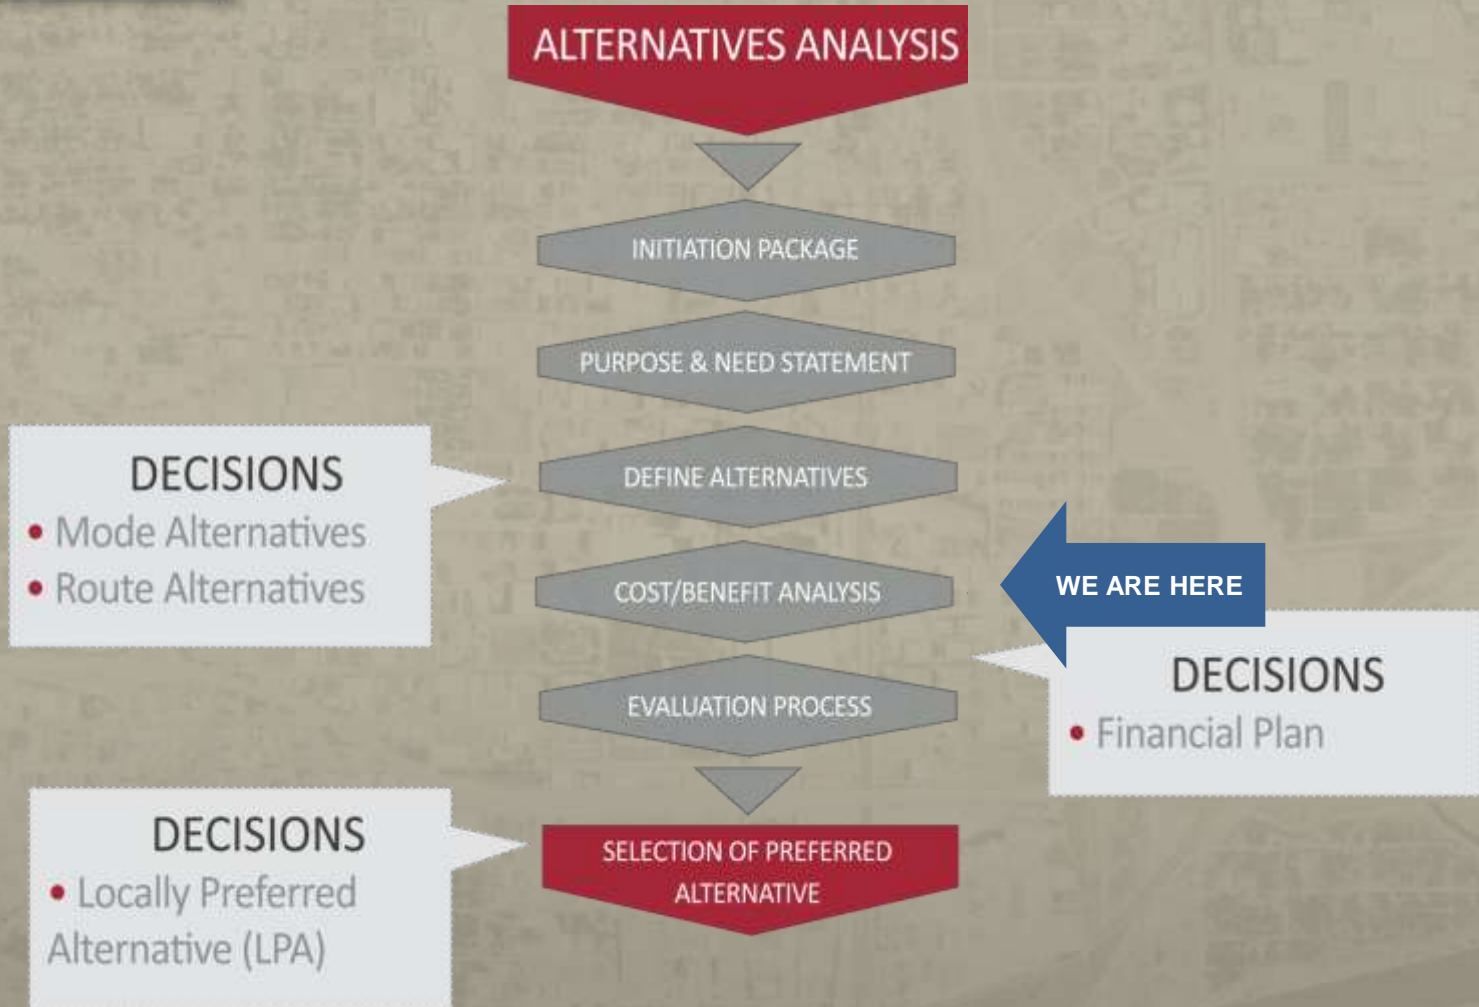 ALTERNATIVES ANALYSIS
INITIATION PACKAGE
PURPOSE & NEED STATEMENT
DECISIONS
• Mode Alternatives
• Route Alternatives
DEFINE ALTERNATIVES
COST/BENEFIT ANALYSIS
WE ARE HERE
DECISIONS
• Financial Plan
EVALUATION PROCESS
DECISIONS
• Locally Preferred
Alternative (LPA)
SELECTION OF PREFERRED
ALTERNATIVE